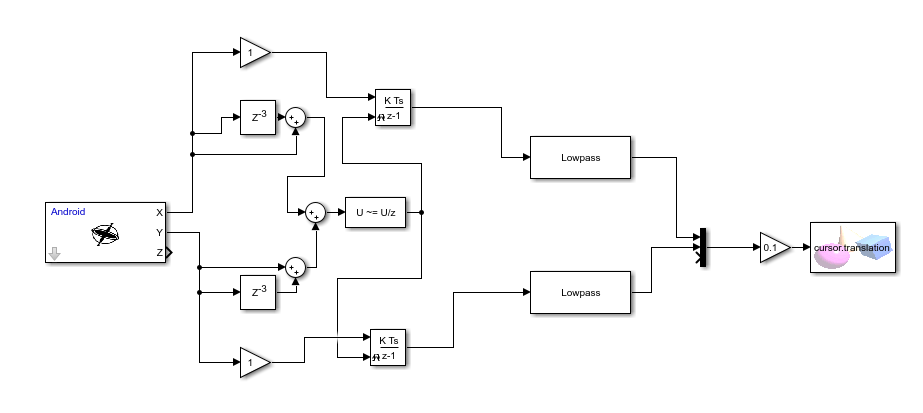 1
K Ts
z-1
Z-3
+
+
Lowpass
Android
X
Y
Z
+
+
U ~= U/z
0.1
cursor.translation
+
+
Z-3
Lowpass
K Ts
z-1
1